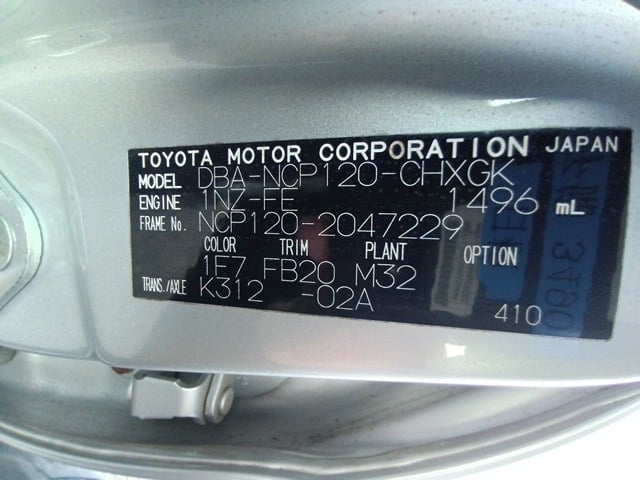 TOYOTA MOTOR CORPORATION JAPAN
MODEL DBA-NCP120-CHXGK
ENGINE 1NZ-FE 1496 mL
FRAME No. NCP120-2047229
COLOR TRIM PLANT OPTION
1F7 FB20 M32
TRANS./AXLE K312 -02A
410